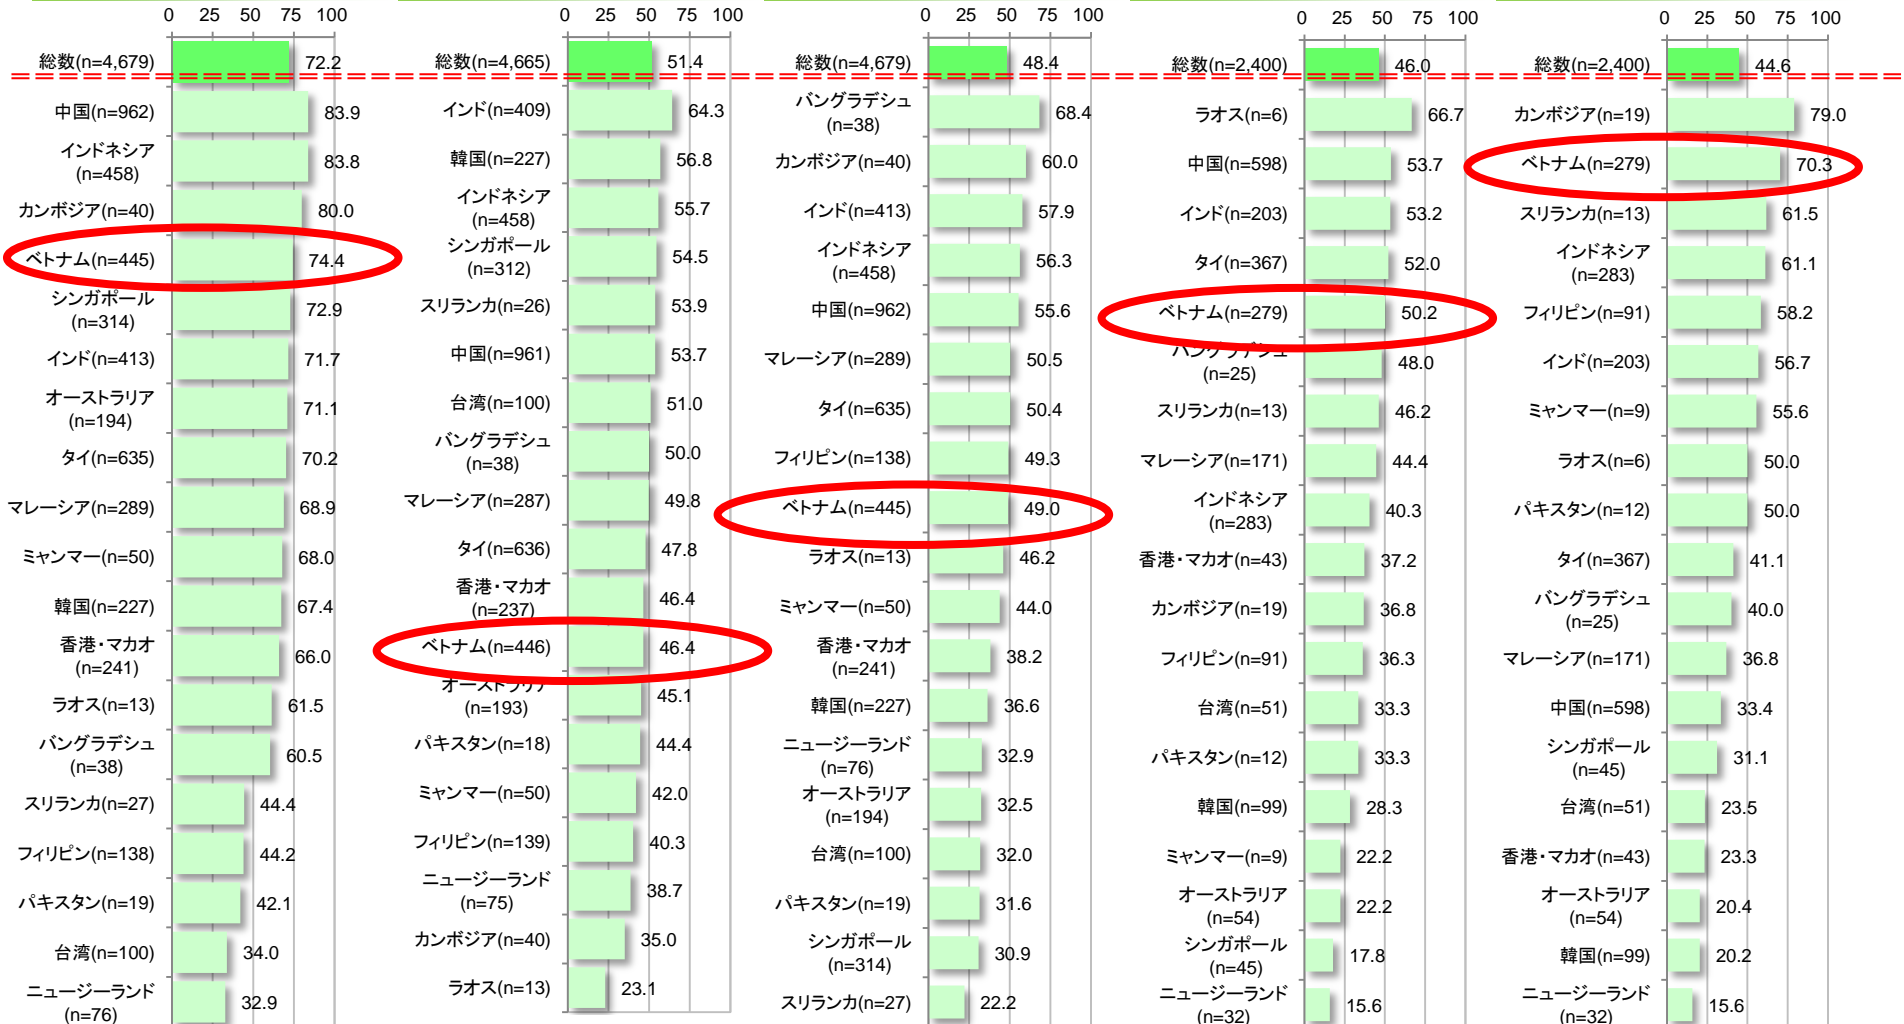 0 25 50 75 100
総数(n=4,679) 72.2
中国(n=962) 83.9
インドネシア
(n=458) 83.8
カンボジア(n=40) 80.0
ベトナム(n=445) 74.4
シンガポール
(n=314) 72.9
インド(n=413) 71.7
オーストラリア
(n=194) 71.1
タイ(n=635) 70.2
マレーシア(n=289) 68.9
ミャンマー(n=50) 68.0
韓国(n=227) 67.4
香港・マカオ
(n=241) 66.0
ラオス(n=13) 61.5
バングラデシュ
(n=38) 60.5
スリランカ(n=27) 44.4
フィリピン(n=138) 44.2
パキスタン(n=19) 42.1
台湾(n=100) 34.0
ニュージーランド
(n=76) 32.9
0 25 50 75 100
総数(n=4,665) 51.4
インド(n=409) 64.3
韓国(n=227) 56.8
インドネシア
(n=458) 55.7
シンガポール
(n=312) 54.5
スリランカ(n=26) 53.9
中国(n=961) 53.7
台湾(n=100) 51.0
バングラデシュ
(n=38) 50.0
マレーシア(n=287) 49.8
タイ(n=636) 47.8
香港・マカオ
(n=237) 46.4
ベトナム(n=446) 46.4
オーストラリア
(n=193) 45.1
パキスタン(n=18) 44.4
ミャンマー(n=50) 42.0
フィリピン(n=139) 40.3
ニュージーランド
(n=75) 38.7
カンボジア(n=40) 35.0
ラオス(n=13) 23.1
0 25 50 75 100
総数(n=4,679) 48.4
バングラデシュ
(n=38) 68.4
カンボジア(n=40) 60.0
インド(n=413) 57.9
インドネシア
(n=458) 56.3
中国(n=962) 55.6
マレーシア(n=289) 50.5
タイ(n=635) 50.4
フィリピン(n=138) 49.3
ベトナム(n=445) 49.0
ラオス(n=13) 46.2
ミャンマー(n=50) 44.0
香港・マカオ
(n=241) 38.2
韓国(n=227) 36.6
ニュージーランド
(n=76) 32.9
オーストラリア
(n=194) 32.5
台湾(n=100) 32.0
パキスタン(n=19) 31.6
シンガポール
(n=314) 30.9
スリランカ(n=27) 22.2
0 25 50 75 100
総数(n=2,400) 46.0
ラオス(n=6) 66.7
中国(n=598) 53.7
インド(n=203) 53.2
タイ(n=367) 52.0
ベトナム(n=279) 50.2
バングラデシュ
(n=25) 48.0
スリランカ(n=13) 46.2
マレーシア(n=171) 44.4
インドネシア
(n=283) 40.3
香港・マカオ(n=43) 37.2
カンボジア(n=19) 36.8
フィリピン(n=91) 36.3
台湾(n=51) 33.3
パキスタン(n=12) 33.3
韓国(n=99) 28.3
ミャンマー(n=9) 22.2
オーストラリア
(n=54) 22.2
シンガポール
(n=45) 17.8
ニュージーランド
(n=32) 15.6
0 25 50 75 100
総数(n=2,400) 44.6
カンボジア(n=19) 79.0
ベトナム(n=279) 70.3
スリランカ(n=13) 61.5
インドネシア
(n=283) 61.1
フィリピン(n=91) 58.2
インド(n=203) 56.7
ミャンマー(n=9) 55.6
ラオス(n=6) 50.0
パキスタン(n=12) 50.0
タイ(n=367) 41.1
バングラデシュ
(n=25) 40.0
マレーシア(n=171) 36.8
中国(n=598) 33.4
シンガポール
(n=45) 31.1
台湾(n=51) 23.5
香港・マカオ(n=43) 23.3
オーストラリア
(n=54) 20.4
韓国(n=99) 20.2
ニュージーランド
(n=32) 15.6